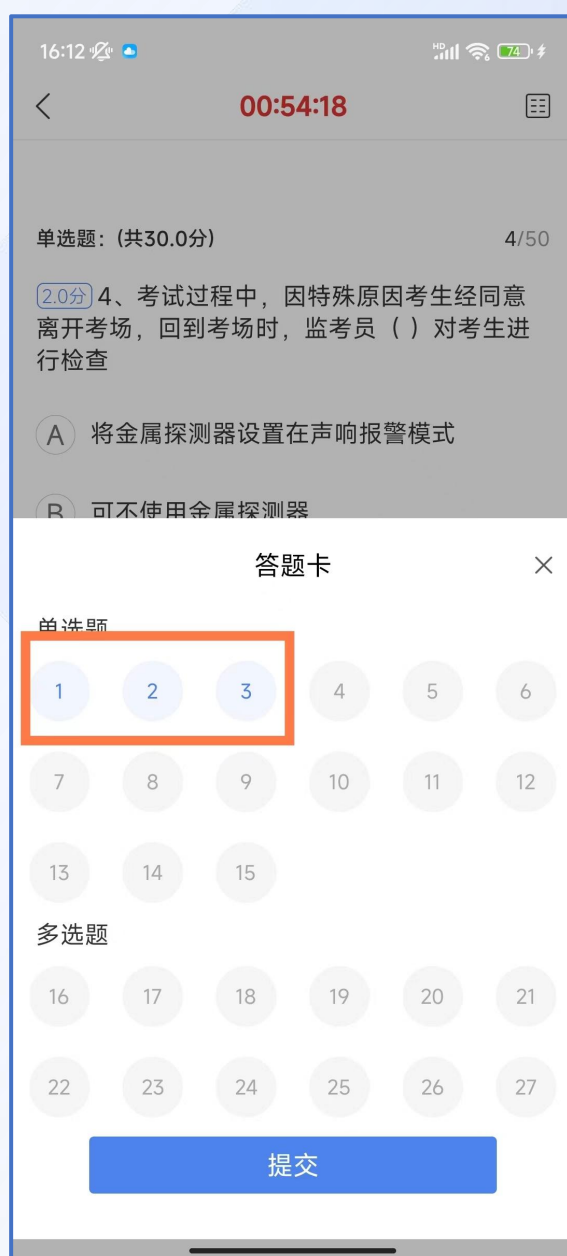 16:12 HD 74
00:54:18
单选题：(共30.0分) 4/50
2.0分 4、考试过程中，因特殊原因考生经同意
离开考场，回到考场时，监考员（ ）对考生进
行检查
A 将金属探测器设置在声响报警模式
B 可不使用金属探测器
答题卡
单选题
1 2 3 4 5 6
7 8 9 10 11 12
13 14 15
多选题
16 17 18 19 20 21
22 23 24 25 26 27
提交